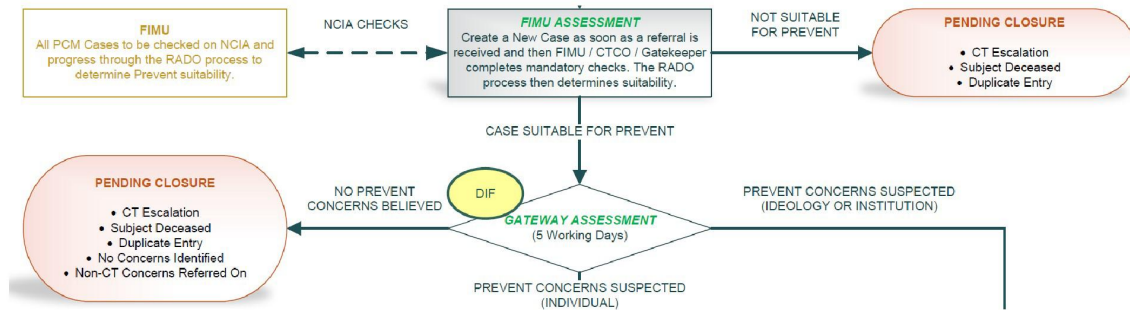 FIMU
All PCM Cases to be checked on NCIA and
progress through the RADO process to
determine Prevent suitability.
NCIA CHECKS
FIMU ASSESSMENT
Create a New Case as soon as a referral is
received and then FIMU / CTCO / Gatekeeper
completes mandatory checks. The RADO
process then determines suitability.
NOT SUITABLE
FOR PREVENT
PENDING CLOSURE
• CT Escalation
• Subject Deceased
• Duplicate Entry
CASE SUITABLE FOR PREVENT
PENDING CLOSURE
• CT Escalation
• Subject Deceased
• Duplicate Entry
• No Concerns Identified
• Non-CT Concerns Referred On
NO PREVENT
CONCERNS BELIEVED
DIF
GATEWAY ASSESSMENT
(5 Working Days)
PREVENT CONCERNS SUSPECTED
(IDEOLOGY OR INSTITUTION)
PREVENT CONCERNS SUSPECTED
(INDIVIDUAL)